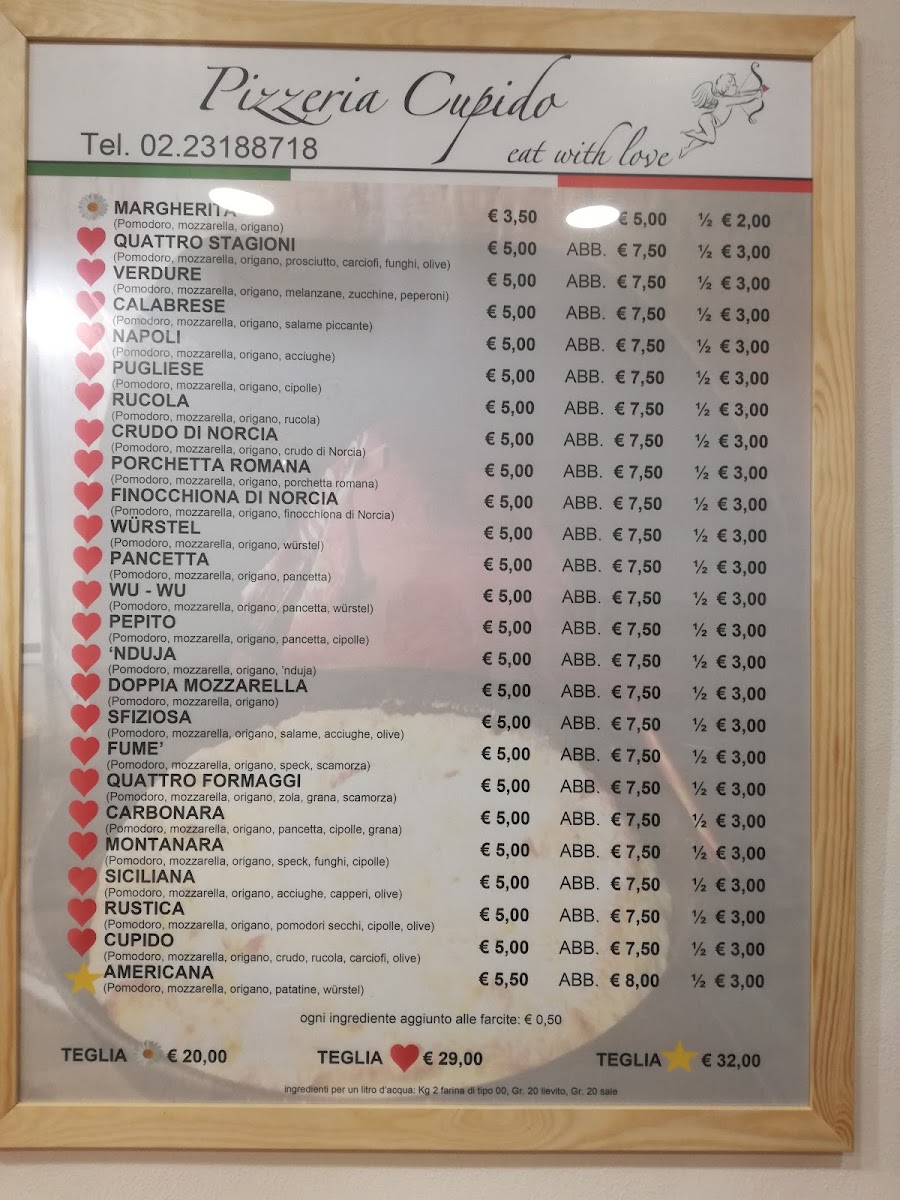 Pizzeria Cupido
Tel. 02.23188718
eat with love
MARGHERITA € 3,50 € 5,00 ½ € 2,00
(Pomodoro, mozzarella, origano)
QUATTRO STAGIONI € 5,00 ABB. € 7,50 ½ € 3,00
(Pomodoro, mozzarella, origano, prosciutto, carciofi, funghi, olive)
VERDURE € 5,00 ABB. € 7,50 ½ € 3,00
(Pomodoro, mozzarella, origano, melanzane, zucchine, peperoni)
CALABRESE € 5,00 ABB. € 7,50 ½ € 3,00
(Pomodoro, mozzarella, origano, salame piccante)
NAPOLI € 5,00 ABB. € 7,50 ½ € 3,00
(Pomodoro, mozzarella, origano, acciughe)
PUGLIESE € 5,00 ABB. € 7,50 ½ € 3,00
(Pomodoro, mozzarella, origano, cipolle)
RUCOLA € 5,00 ABB. € 7,50 ½ € 3,00
(Pomodoro, mozzarella, origano, rucola)
CRUDO DI NORCIA € 5,00 ABB. € 7,50 ½ € 3,00
(Pomodoro, mozzarella, origano, crudo di Norcia)
PORCHETTA ROMANA € 5,00 ABB. € 7,50 ½ € 3,00
(Pomodoro, mozzarella, origano, porchetta romana)
FINOCCHIONA DI NORCIA € 5,00 ABB. € 7,50 ½ € 3,00
(Pomodoro, mozzarella, origano, finocchiona di Norcia)
WÜRSTEL € 5,00 ABB. € 7,50 ½ € 3,00
(Pomodoro, mozzarella, origano, würstel)
PANCETTA € 5,00 ABB. € 7,50 ½ € 3,00
(Pomodoro, mozzarella, origano, pancetta)
WU - WU € 5,00 ABB. € 7,50 ½ € 3,00
(Pomodoro, mozzarella, origano, pancetta, würstel)
PEPITO € 5,00 ABB. € 7,50 ½ € 3,00
(Pomodoro, mozzarella, origano, pancetta, cipolle)
‘NDUJA € 5,00 ABB. € 7,50 ½ € 3,00
(Pomodoro, mozzarella, origano, 'nduja)
DOPPIA MOZZARELLA € 5,00 ABB. € 7,50 ½ € 3,00
(Pomodoro, mozzarella, origano)
SFIZIOSA € 5,00 ABB. € 7,50 ½ € 3,00
(Pomodoro, mozzarella, origano, salame, acciughe, olive)
FUME’ € 5,00 ABB. € 7,50 ½ € 3,00
(Pomodoro, mozzarella, origano, speck, scamorza)
QUATTRO FORMAGGI € 5,00 ABB. € 7,50 ½ € 3,00
(Pomodoro, mozzarella, origano, zola, grana, scamorza)
CARBONARA € 5,00 ABB. € 7,50 ½ € 3,00
(Pomodoro, mozzarella, origano, pancetta, cipolle, grana)
MONTANARA € 5,00 ABB. € 7,50 ½ € 3,00
(Pomodoro, mozzarella, origano, speck, funghi, cipolle)
SICILIANA € 5,00 ABB. € 7,50 ½ € 3,00
(Pomodoro, mozzarella, origano, acciughe, capperi, olive)
RUSTICA € 5,00 ABB. € 7,50 ½ € 3,00
(Pomodoro, mozzarella, origano, pomodori secchi, cipolle, olive)
CUPIDO € 5,00 ABB. € 7,50 ½ € 3,00
(Pomodoro, mozzarella, origano, crudo, rucola, carciofi, olive)
AMERICANA € 5,50 ABB. € 8,00 ½ € 3,00
(Pomodoro, mozzarella, origano, patatine, würstel)
ogni ingrediente aggiunto alle farcite: € 0,50
TEGLIA € 20,00 TEGLIA € 29,00 TEGLIA € 32,00
ingredienti per un litro d'acqua: Kg 2 farina di tipo 00, Gr. 20 lievito, Gr. 20 sale